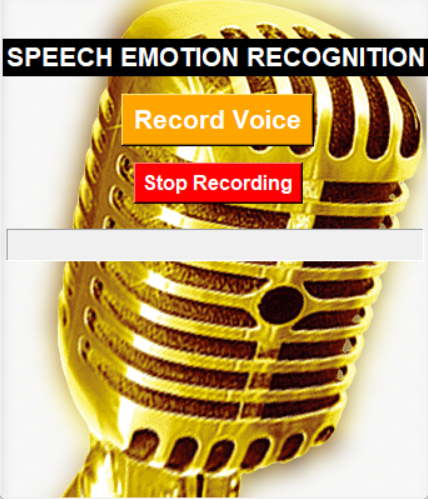 SPEECH EMOTION RECOGNITION
Record Voice
Stop Recording